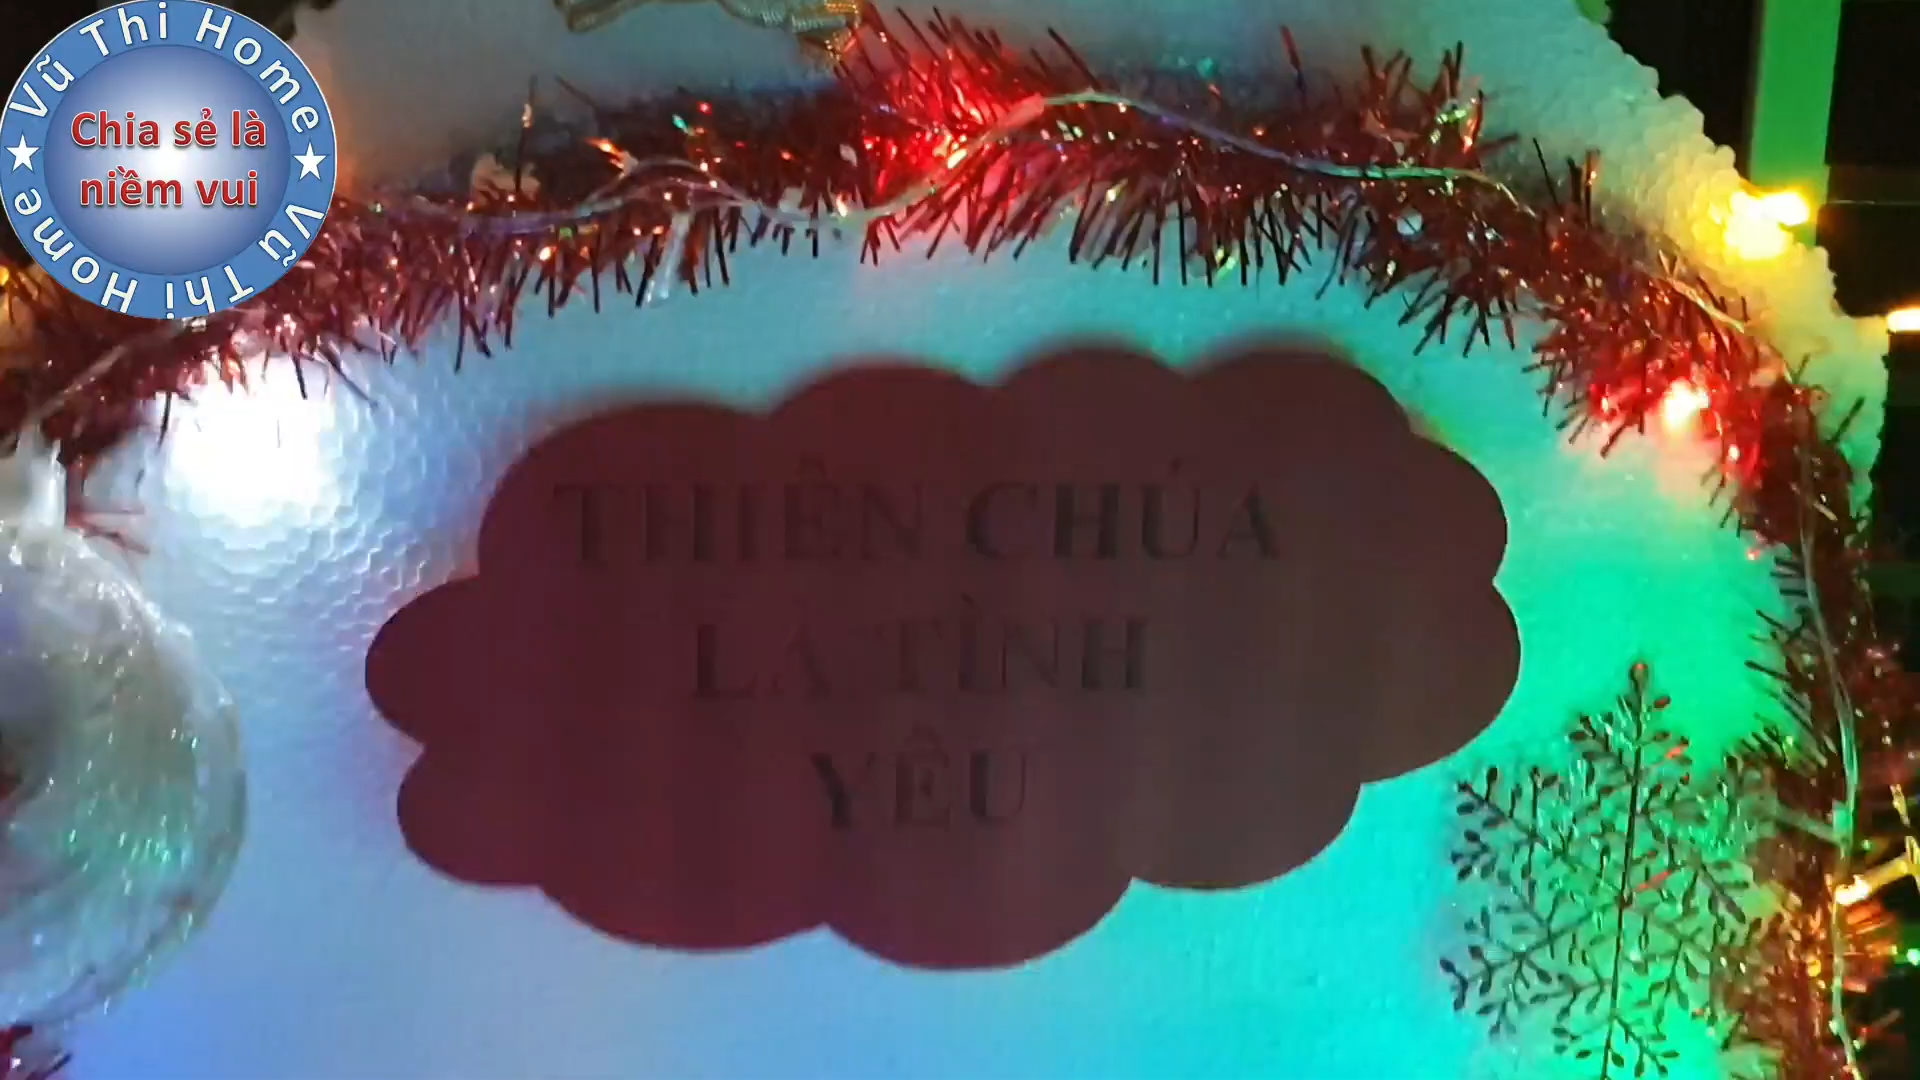 Vũ Thi Home
Chia sẻ là
niềm vui
Vũ Thi Home
THIÊN CHÚA
LÀ TÌNH
YÊU